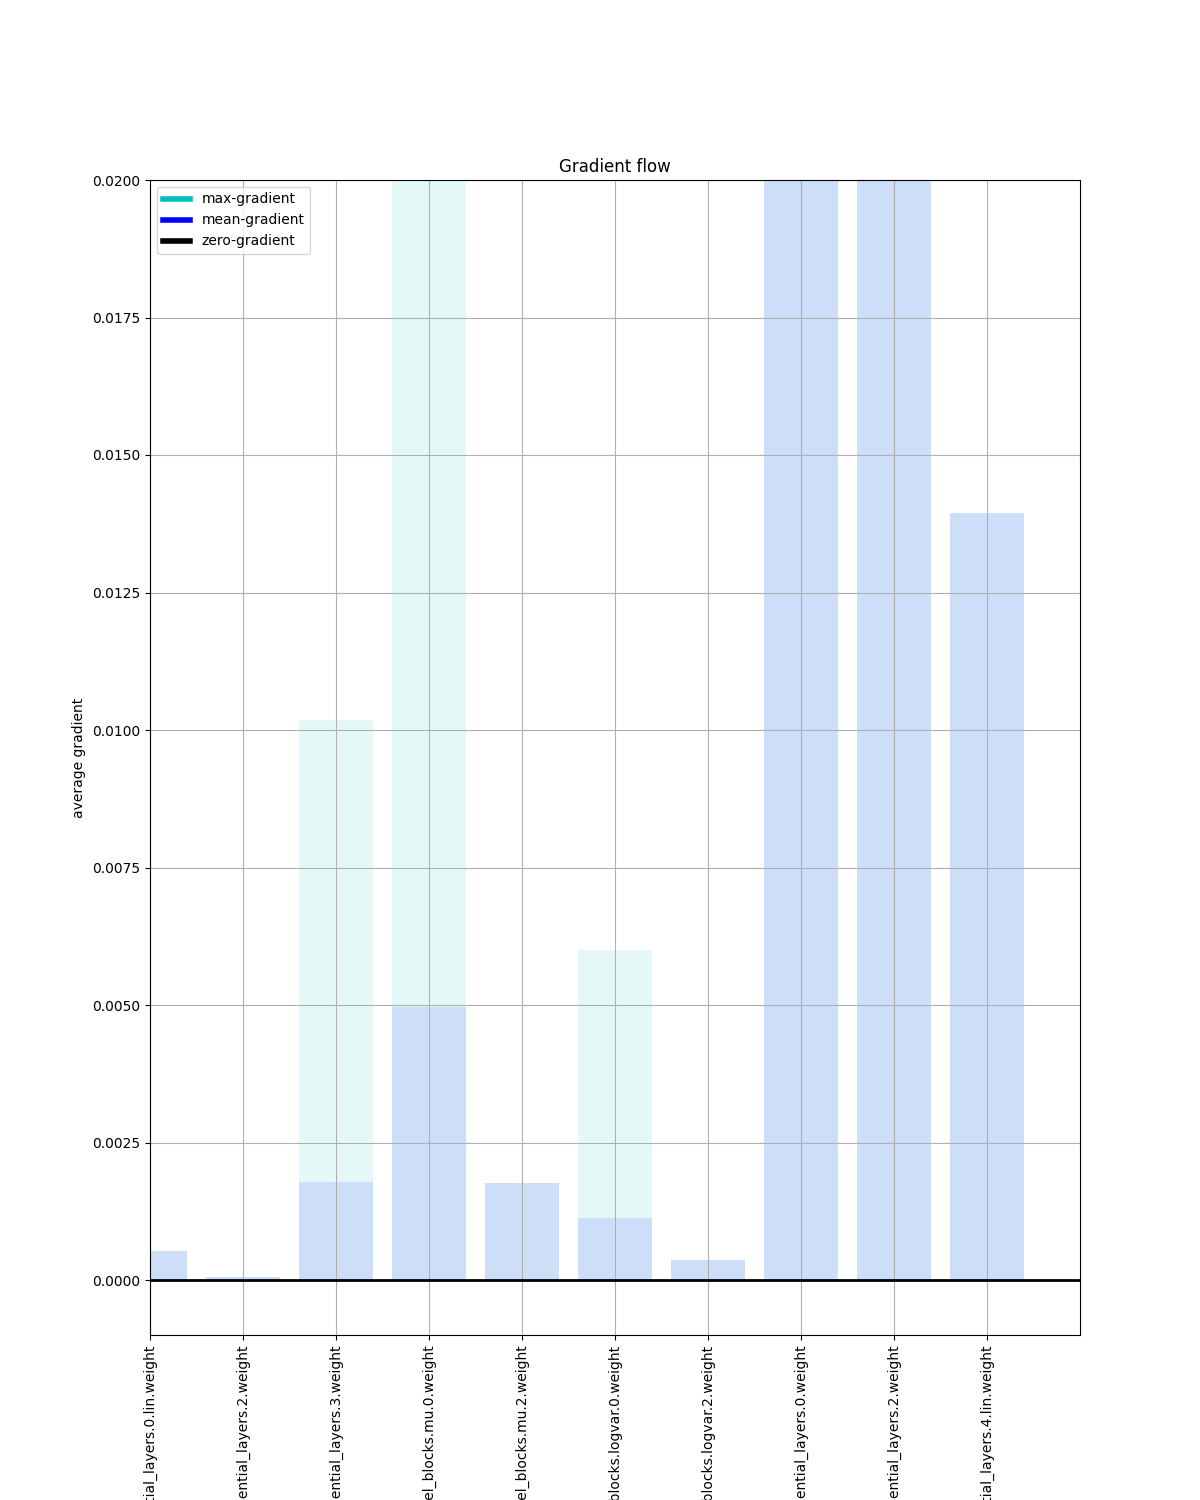 Gradient flow
max-gradient
mean-gradient
zero-gradient
0.0200
0.0175
0.0150
0.0125
0.0100
0.0075
0.0050
0.0025
0.0000
average gradient
tial_layers.0.lin.weight
ential_layers.2.weight
ential_layers.3.weight
el_blocks.mu.0.weight
el_blocks.mu.2.weight
blocks.logvar.0.weight
blocks.logvar.2.weight
ential_layers.0.weight
ential_layers.2.weight
tial_layers.4.lin.weight